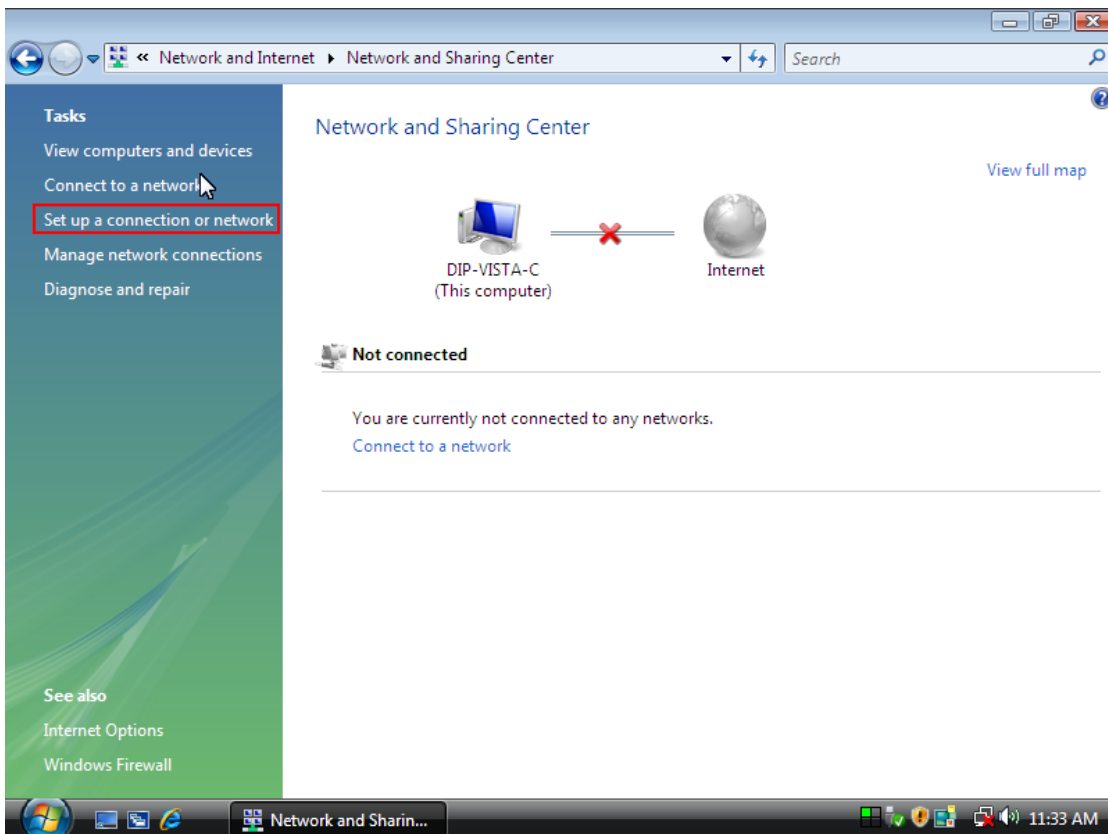 « Network and Internet ▸ Network and Sharing Center
Search
Tasks
View computers and devices
Connect to a network
Set up a connection or network
Manage network connections
Diagnose and repair
Network and Sharing Center
View full map
DIP-VISTA-C
(This computer)
Internet
Not connected
You are currently not connected to any networks.
Connect to a network
See also
Internet Options
Windows Firewall
Network and Sharin...
11:33 AM